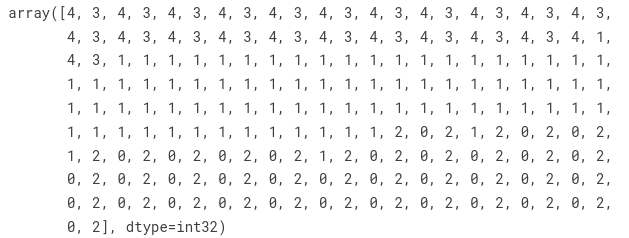 array([4, 3, 4, 3, 4, 3, 4, 3, 4, 3, 4, 3, 4, 3, 4, 3, 4, 3, 4, 3, 4, 3,
4, 3, 4, 3, 4, 3, 4, 3, 4, 3, 4, 3, 4, 3, 4, 3, 4, 3, 4, 3, 4, 1,
4, 3, 1, 1, 1, 1, 1, 1, 1, 1, 1, 1, 1, 1, 1, 1, 1, 1, 1, 1, 1, 1,
1, 1, 1, 1, 1, 1, 1, 1, 1, 1, 1, 1, 1, 1, 1, 1, 1, 1, 1, 1, 1, 1,
1, 1, 1, 1, 1, 1, 1, 1, 1, 1, 1, 1, 1, 1, 1, 1, 1, 1, 1, 1, 1, 1,
1, 1, 1, 1, 1, 1, 1, 1, 1, 1, 1, 1, 1, 2, 0, 2, 1, 2, 0, 2, 0, 2,
1, 2, 0, 2, 0, 2, 0, 2, 0, 2, 1, 2, 0, 2, 0, 2, 0, 2, 0, 2, 0, 2,
0, 2, 0, 2, 0, 2, 0, 2, 0, 2, 0, 2, 0, 2, 0, 2, 0, 2, 0, 2, 0, 2,
0, 2, 0, 2, 0, 2, 0, 2, 0, 2, 0, 2, 0, 2, 0, 2, 0, 2, 0, 2, 0, 2,
0, 2], dtype=int32)